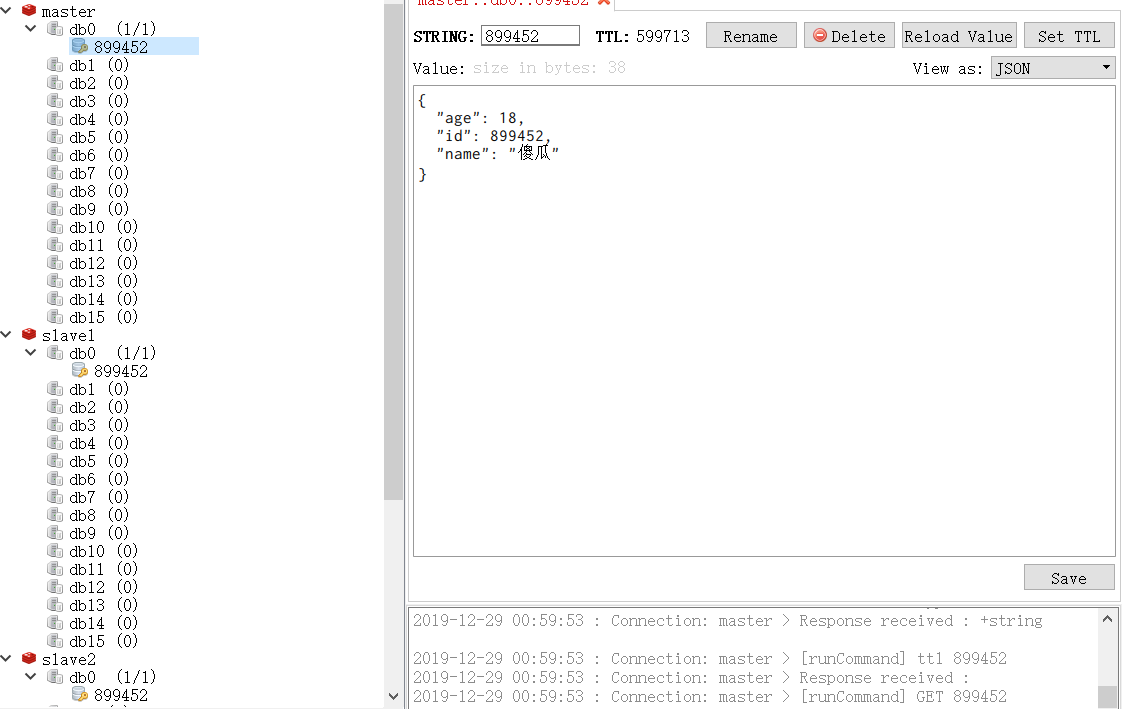 master
db0 (1/1)
899452
db1 (0)
db2 (0)
db3 (0)
db4 (0)
db5 (0)
db6 (0)
db7 (0)
db8 (0)
db9 (0)
db10 (0)
db11 (0)
db12 (0)
db13 (0)
db14 (0)
db15 (0)
slave1
db0 (1/1)
899452
db1 (0)
db2 (0)
db3 (0)
db4 (0)
db5 (0)
db6 (0)
db7 (0)
db8 (0)
db9 (0)
db10 (0)
db11 (0)
db12 (0)
db13 (0)
db14 (0)
db15 (0)
slave2
db0 (1/1)
899452
master::db0::899452
STRING: 899452 TTL: 599713 Rename Delete Reload Value Set TTL
Value: size in bytes: 38 View as: JSON
{
"age": 18,
"id": 899452,
"name": "傻瓜"
}
Save
2019-12-29 00:59:53 : Connection: master > Response received : +string
2019-12-29 00:59:53 : Connection: master > [runCommand] ttl 899452
2019-12-29 00:59:53 : Connection: master > Response received :
2019-12-29 00:59:53 : Connection: master > [runCommand] GET 899452